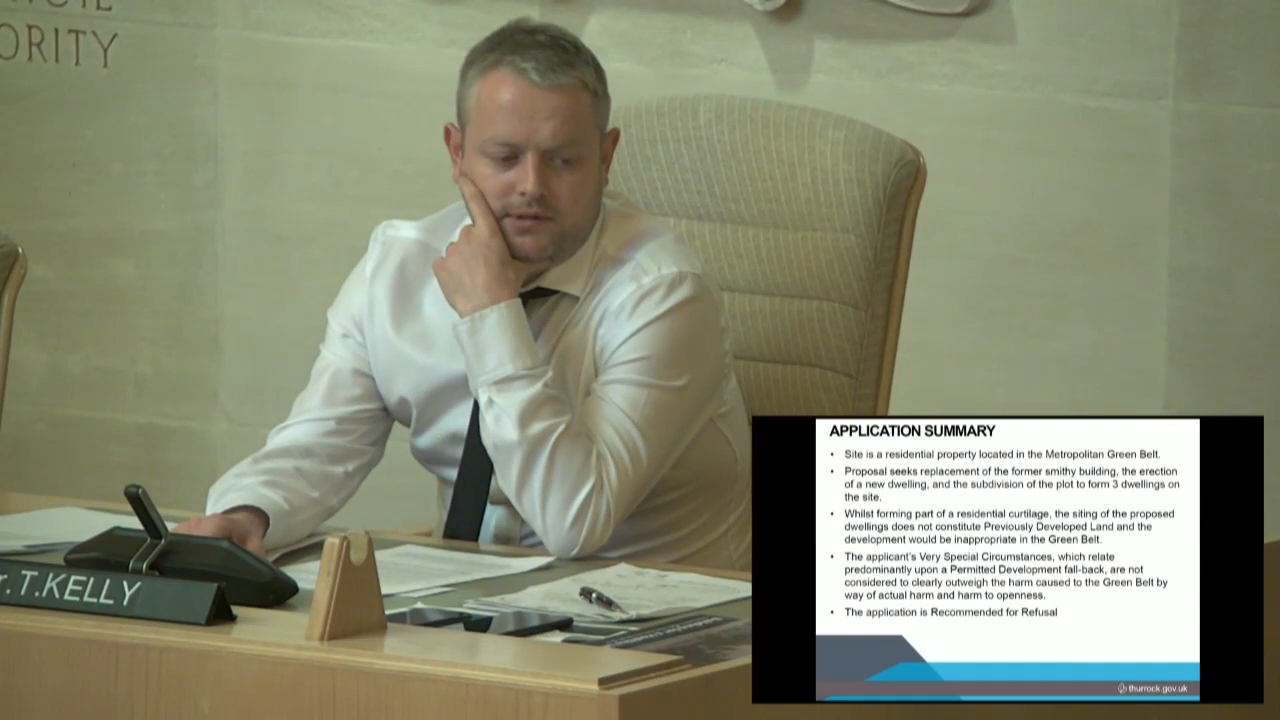 ORITY
r.T.KELLY
APPLICATION SUMMARY
• Site is a residential property located in the Metropolitan Green Belt.
• Proposal seeks replacement of the former smithy building, the erection
of a new dwelling, and the subdivision of the plot to form 3 dwellings on
the site.
• Whilst forming part of a residential curtilage, the siting of the proposed
dwellings does not constitute Previously Developed Land and the
development would be inappropriate in the Green Belt.
• The applicant's Very Special Circumstances, which relate
predominantly upon a Permitted Development fall-back, are not
considered to clearly outweigh the harm caused to the Green Belt by
way of actual harm and harm to openness.
• The application is Recommended for Refusal
thurrock.gov.uk